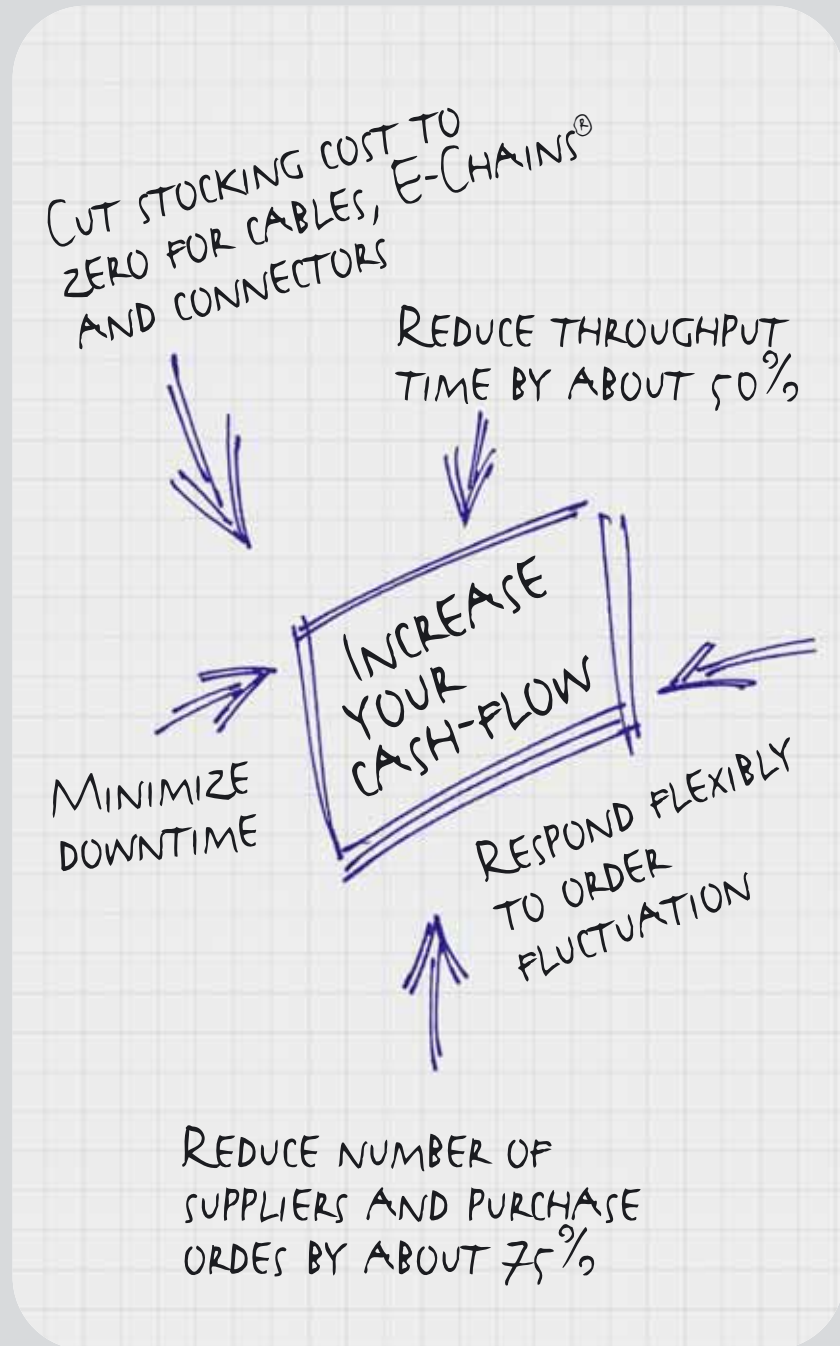 CUT STOCKING COST TO
ZERO FOR CABLES, E-CHAINS®
AND CONNECTORS
REDUCE THROUGHPUT
TIME BY ABOUT 50%
INCREASE
YOUR
CASH-FLOW
MINIMIZE
DOWNTIME
RESPOND FLEXIBLY
TO ORDER
FLUCTUATION
REDUCE NUMBER OF
SUPPLIERS AND PURCHASE
ORDES BY ABOUT 75%